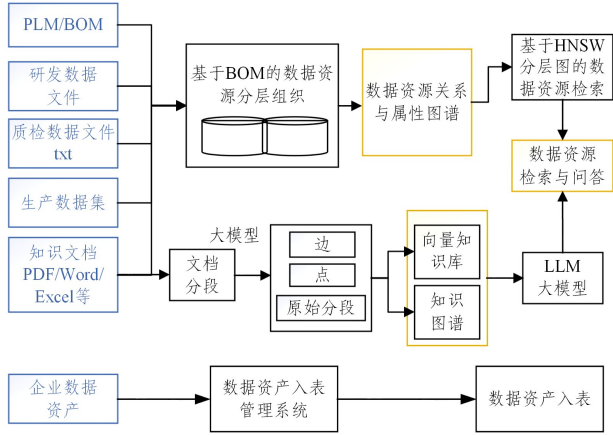 PLM/BOM
研发数据
文件
质检数据文件
txt
生产数据集
知识文档
PDF/Word/
Excel等
基于BOM的数据资
源分层组织
数据资源关系
与属性图谱
基于HNSW
分层图的数
据资源检索
数据资源
检索与问答
大模型
文档
分段
边
点
原始分段
向量知
识库
知识
图谱
LLM
大模型
企业数据
资产
数据资产入表
管理系统
数据资产入表